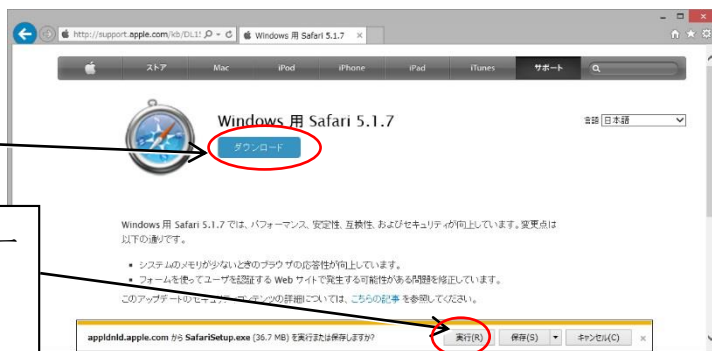 http://support.apple.com/kb/DL15
Windows 用 Safari 5.1.7
ストア Mac iPod iPhone iPad iTunes サポート
Windows 用 Safari 5.1.7
言語 日本語
ダウンロード
Windows 用 Safari 5.1.7 では、パフォーマンス、安定性、互換性、およびセキュリティが向上しています。変更点は
以下の通りです。
• システムのメモリが少ないときのブラウザの応答性が向上しています。
• フォームを使ってユーザを認証する Web サイトで発生する可能性がある問題を修正しています。
このアップデートのセキュリティコンテンツの詳細については、こちらの記事 を参照してください。
appldnld.apple.com から SafariSetup.exe (36.7 MB) を実行または保存しますか?
実行(R) 保存(S) キャンセル(C)